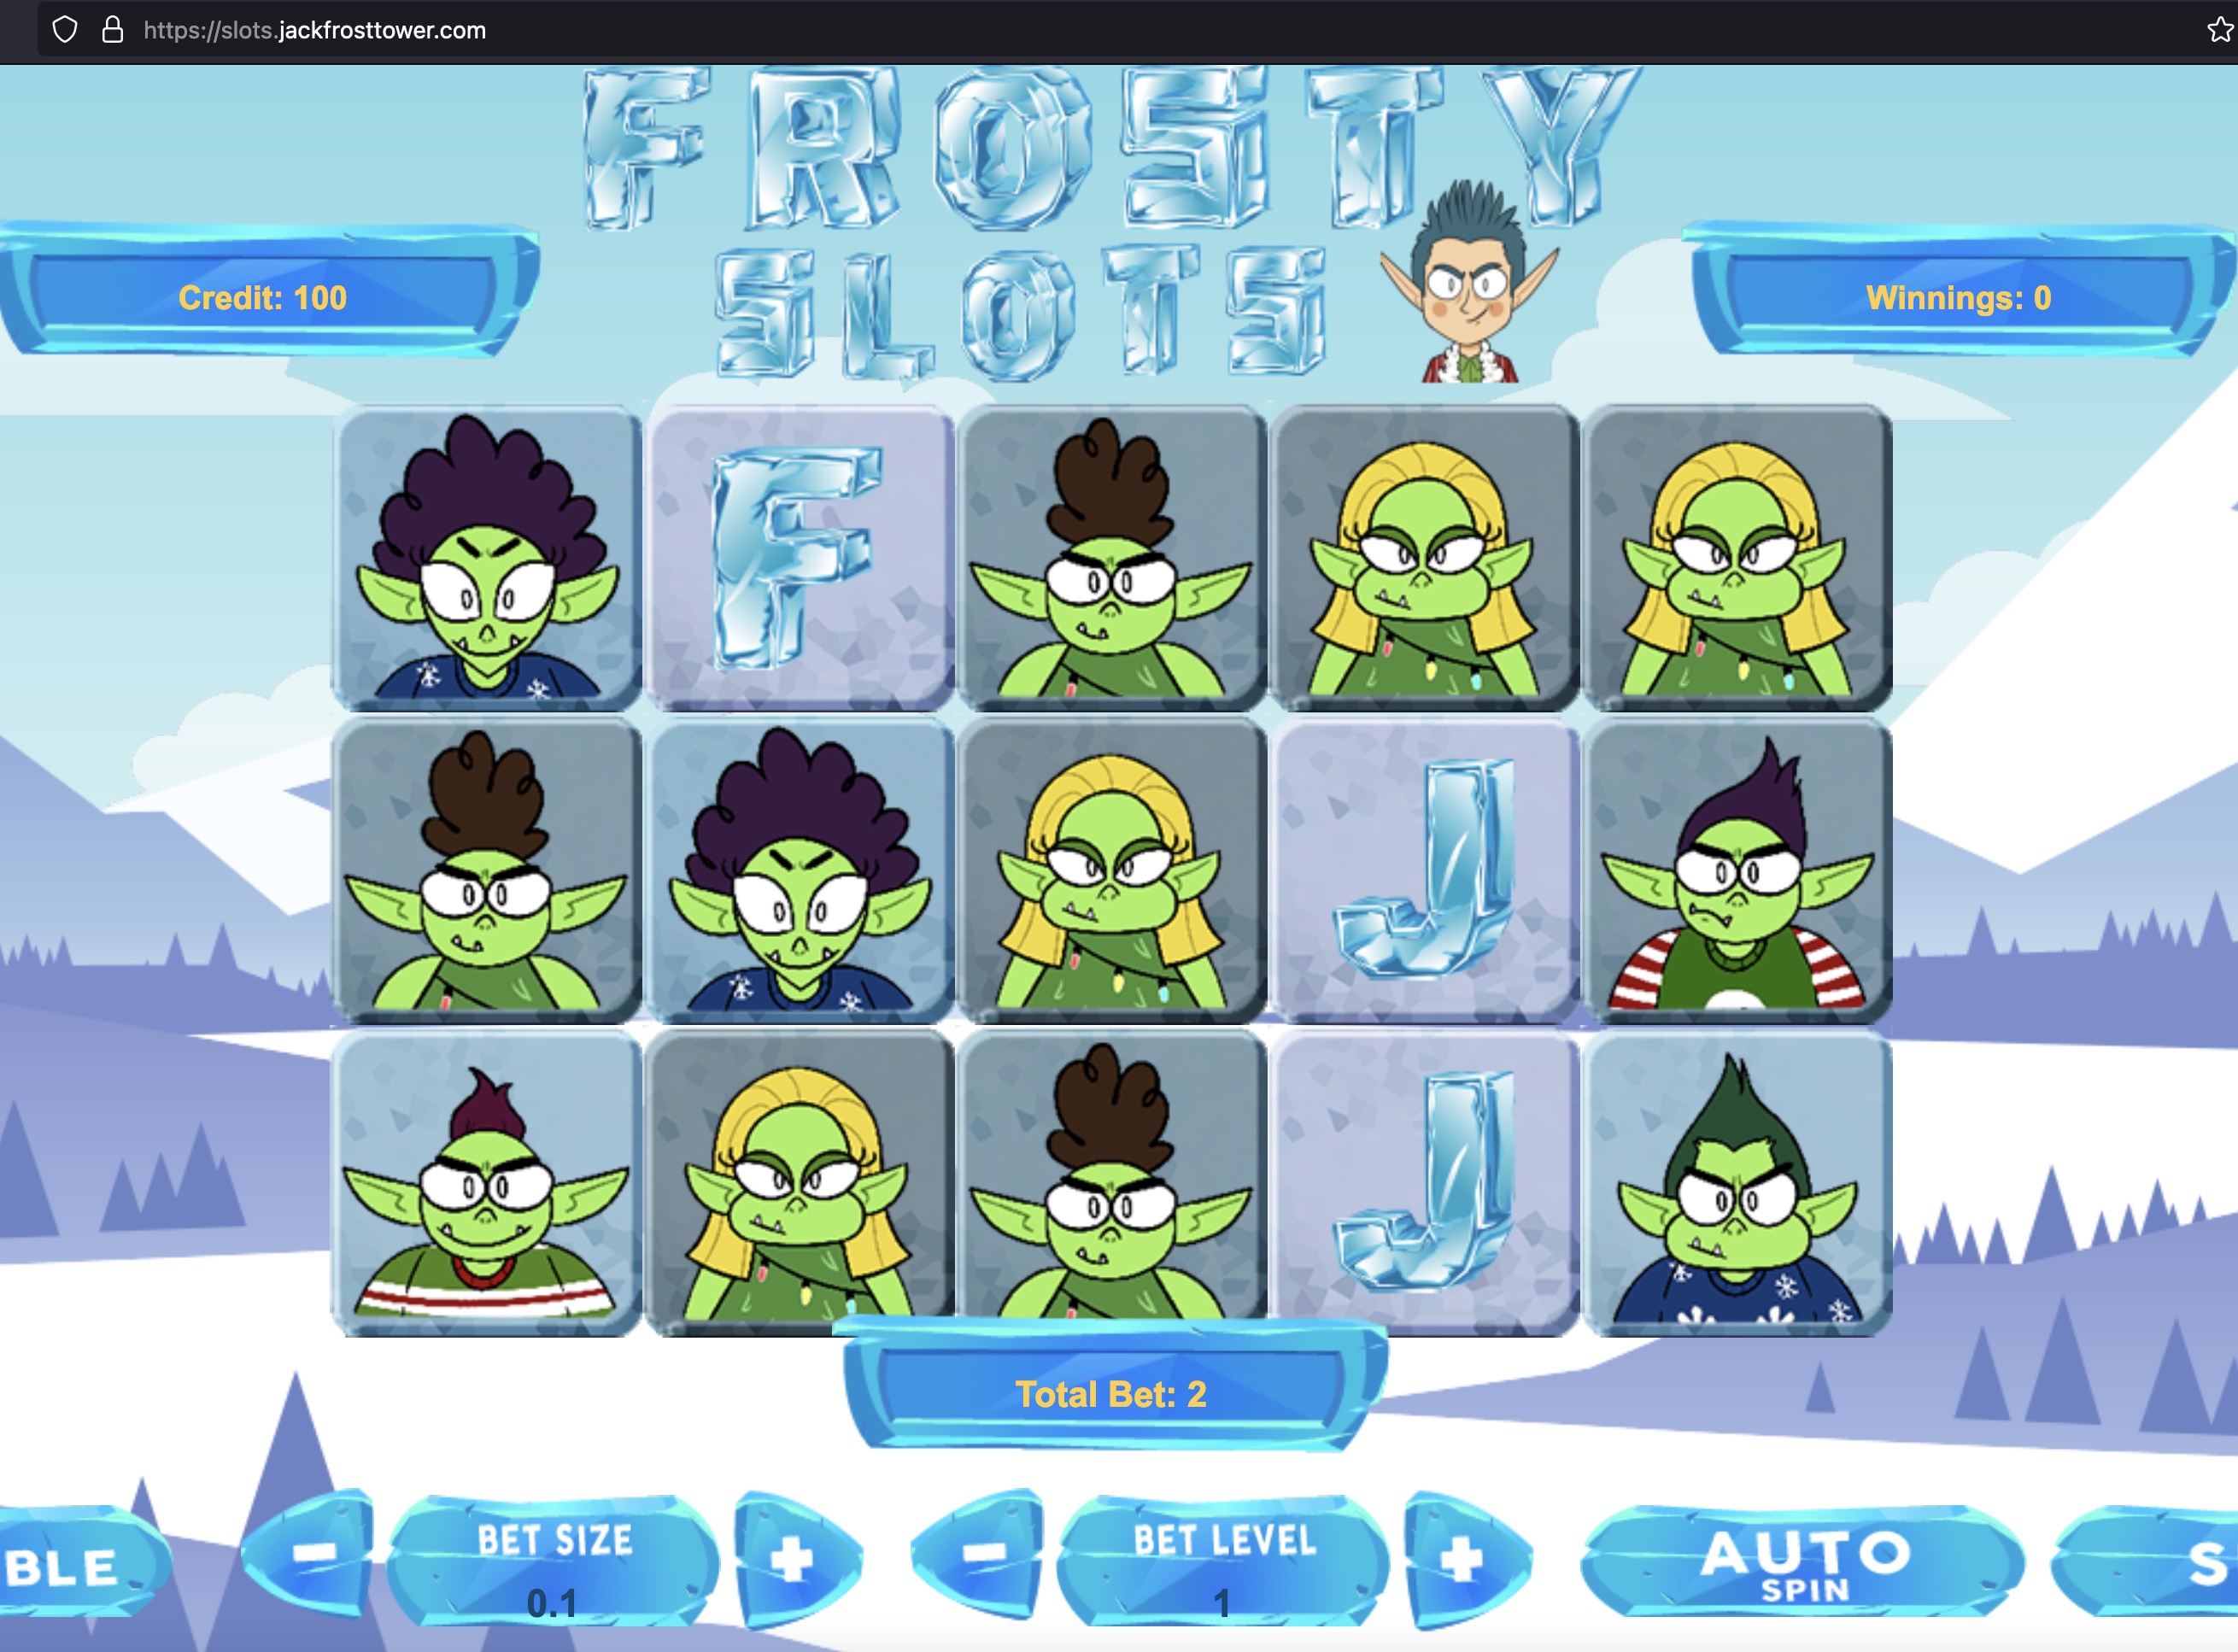 https://slots.jackfrosttower.com
FROSTY
SLOTS
Credit: 100
Winnings: 0
F
J
J
Total Bet: 2
BLE
BET SIZE
0.1
BET LEVEL
1
AUTO
SPIN
S